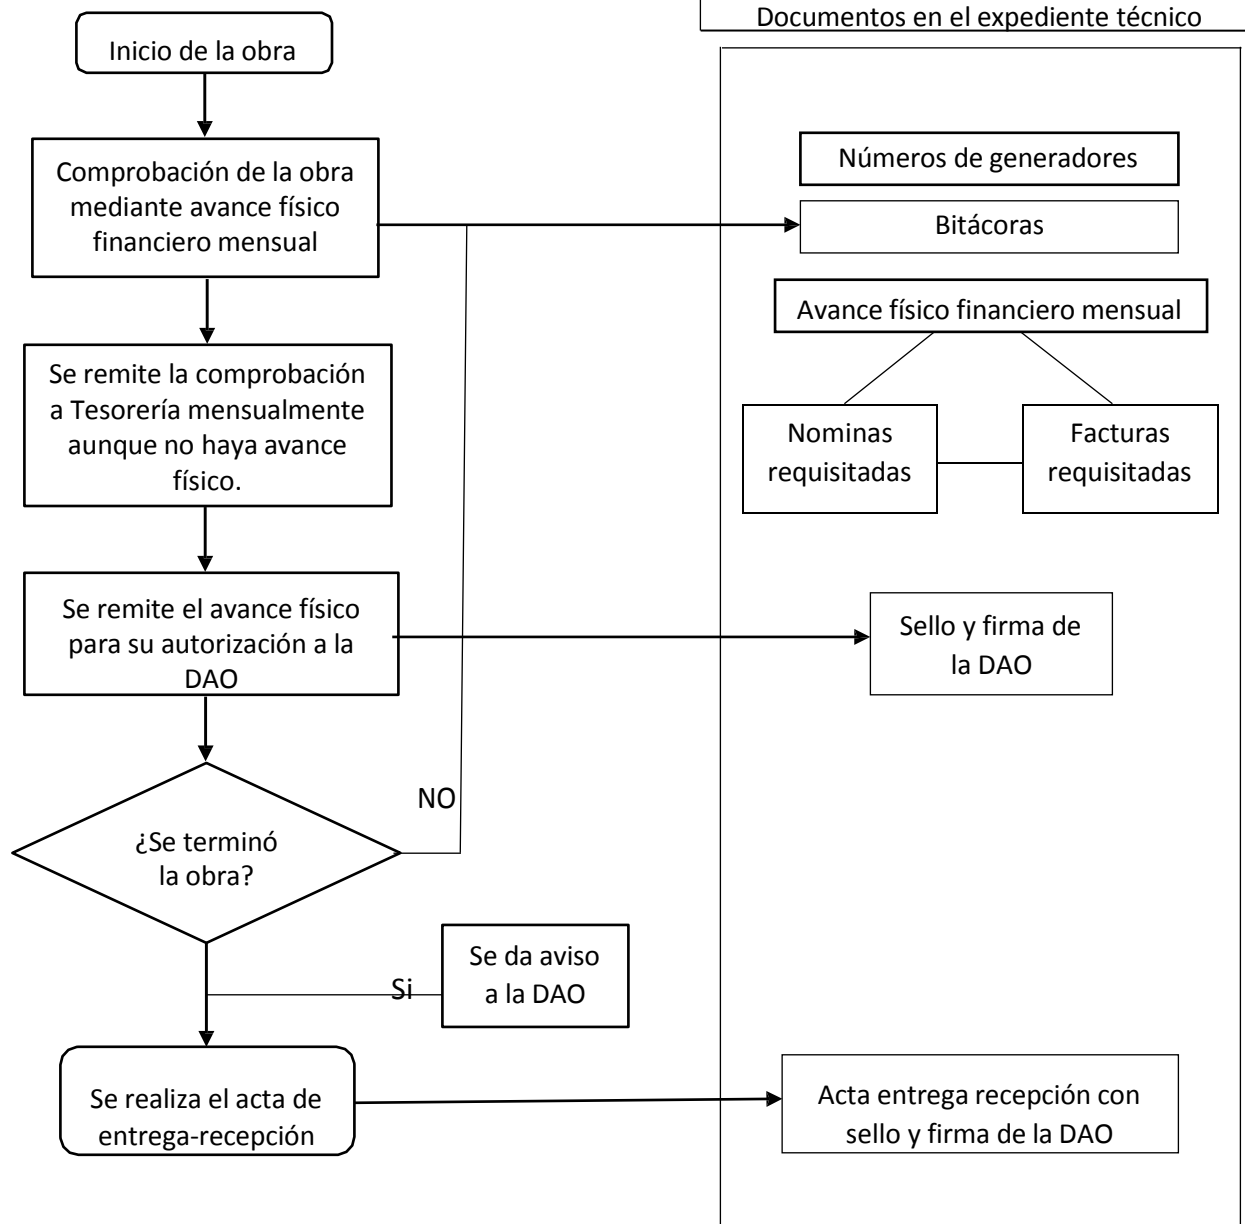 Documentos en el expediente técnico
Inicio de la obra
Comprobación de la obra
mediante avance físico
financiero mensual
Números de generadores
Bitácoras
Avance físico financiero mensual
Se remite la comprobación
a Tesorería mensualmente
aunque no haya avance
físico.
Nominas
requisitadas
Facturas
requisitadas
Se remite el avance físico
para su autorización a la
DAO
Sello y firma de
la DAO
NO
¿Se terminó
la obra?
Se da aviso
a la DAO
Si
Se realiza el acta de
entrega-recepción
Acta entrega recepción con
sello y firma de la DAO